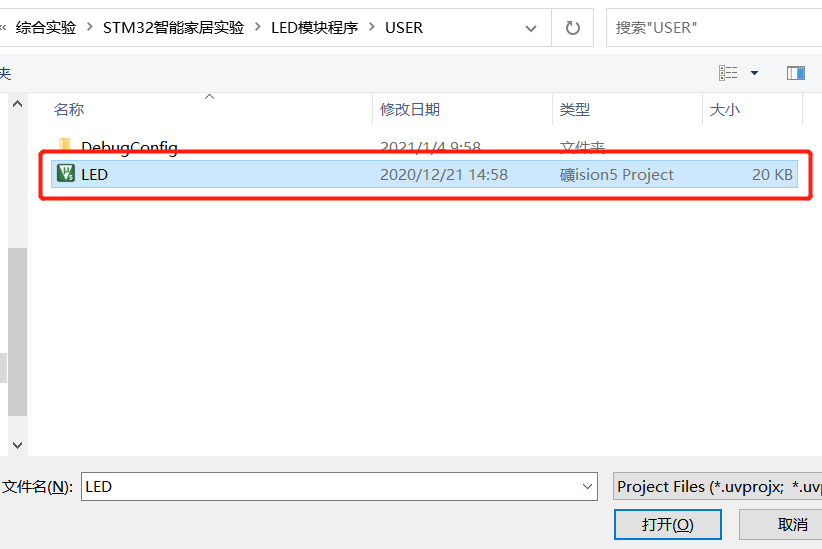 « 综合实验 › STM32智能家居实验 › LED模块程序 › USER
搜索"USER"
夹
名称 修改日期 类型 大小
DebugConfig 2021/1/4 9:58 文件夹
LED 2020/12/21 14:58 礦ision5 Project 20 KB
文件名(N): LED Project Files (*.uvprojx; *.uvp
打开(O) 取消